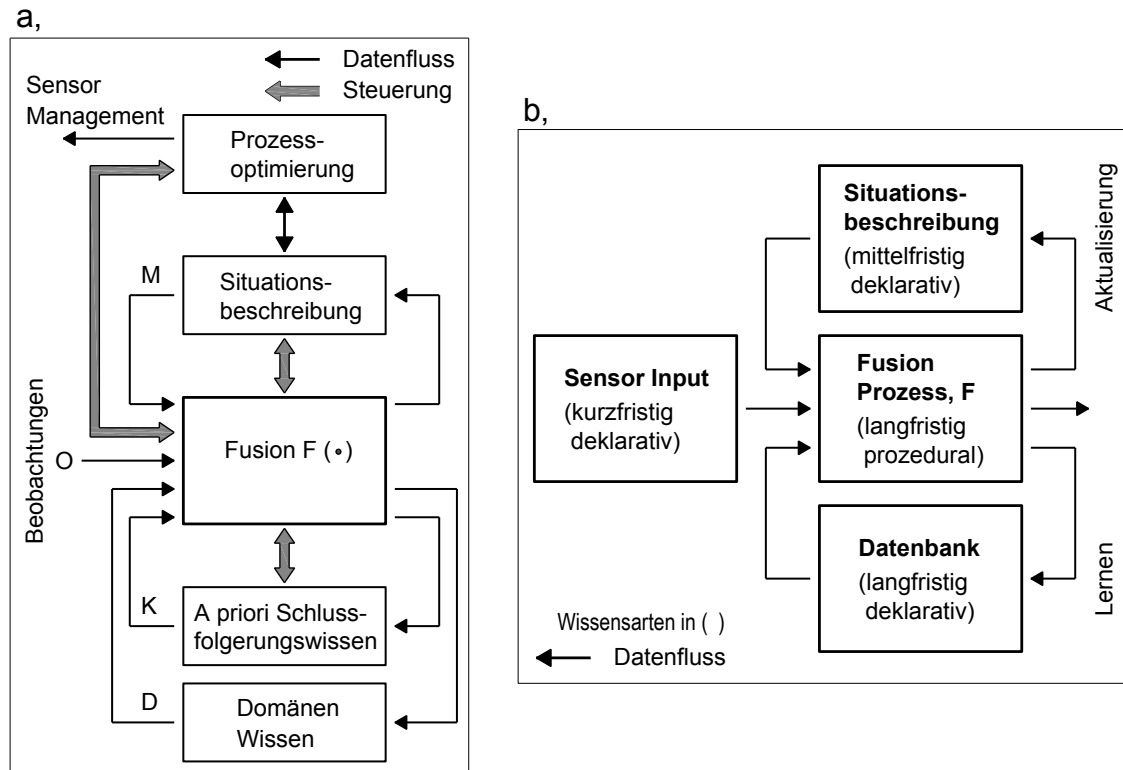 a,
Datenfluss
Steuerung
Sensor
Management
Prozess-
optimierung
M
Situations-
beschreibung
Beobachtungen
O
Fusion F (∘)
K
A priori Schluss-
folgerungswissen
D
Domänen
Wissen
b,
Situations-
beschreibung
(mittelfristig
deklarativ)
Aktualisierung
Sensor Input
(kurzfristig
deklarativ)
Fusion
Prozess, F
(langfristig
prozedural)
Datenbank
(langfristig
deklarativ)
Lernen
Wissensarten in ( )
Datenfluss